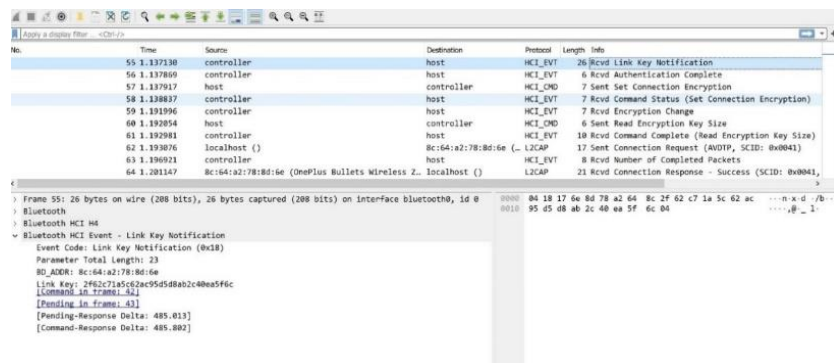 Apply a display filter ... <Ctrl-/>
No. Time Source Destination Protocol Length Info
55 1.137130 controller host HCI_EVT 26 Rcvd Link Key Notification
56 1.137869 controller host HCI_EVT 6 Rcvd Authentication Complete
57 1.137917 host controller HCI_CMD 7 Sent Set Connection Encryption
58 1.138837 controller host HCI_EVT 7 Rcvd Command Status (Set Connection Encryption)
59 1.191996 controller host HCI_EVT 7 Rcvd Encryption Change
60 1.192054 host controller HCI_CMD 6 Sent Read Encryption Key Size
61 1.192981 controller host HCI_EVT 10 Rcvd Command Complete (Read Encryption Key Size)
62 1.193076 localhost () 8c:64:a2:78:8d:6e (… L2CAP 17 Sent Connection Request (AVDTP, SCID: 0x0041)
63 1.196921 controller host HCI_EVT 8 Rcvd Number of Completed Packets
64 1.201147 8c:64:a2:78:8d:6e (OnePlus Bullets Wireless Z… localhost () L2CAP 21 Rcvd Connection Response - Success (SCID: 0x0041,
Frame 55: 26 bytes on wire (208 bits), 26 bytes captured (208 bits) on interface bluetooth0, id 0
Bluetooth
Bluetooth HCI H4
Bluetooth HCI Event - Link Key Notification
Event Code: Link Key Notification (0x18)
Parameter Total Length: 23
BD_ADDR: 8c:64:a2:78:8d:6e
Link Key: 2f62c71a5c62ac95d5d8ab2c40ea5f6c
[Command in frame: 42]
[Pending in frame: 43]
[Pending-Response Delta: 485.013]
[Command-Response Delta: 485.802]
0000 04 18 17 6e 8d 78 a2 64 8c 2f 62 c7 1a 5c 62 ac ···n·x·d ·/b··
0010 95 d5 d8 ab 2c 40 ea 5f 6c 04 ····,@·_ l·